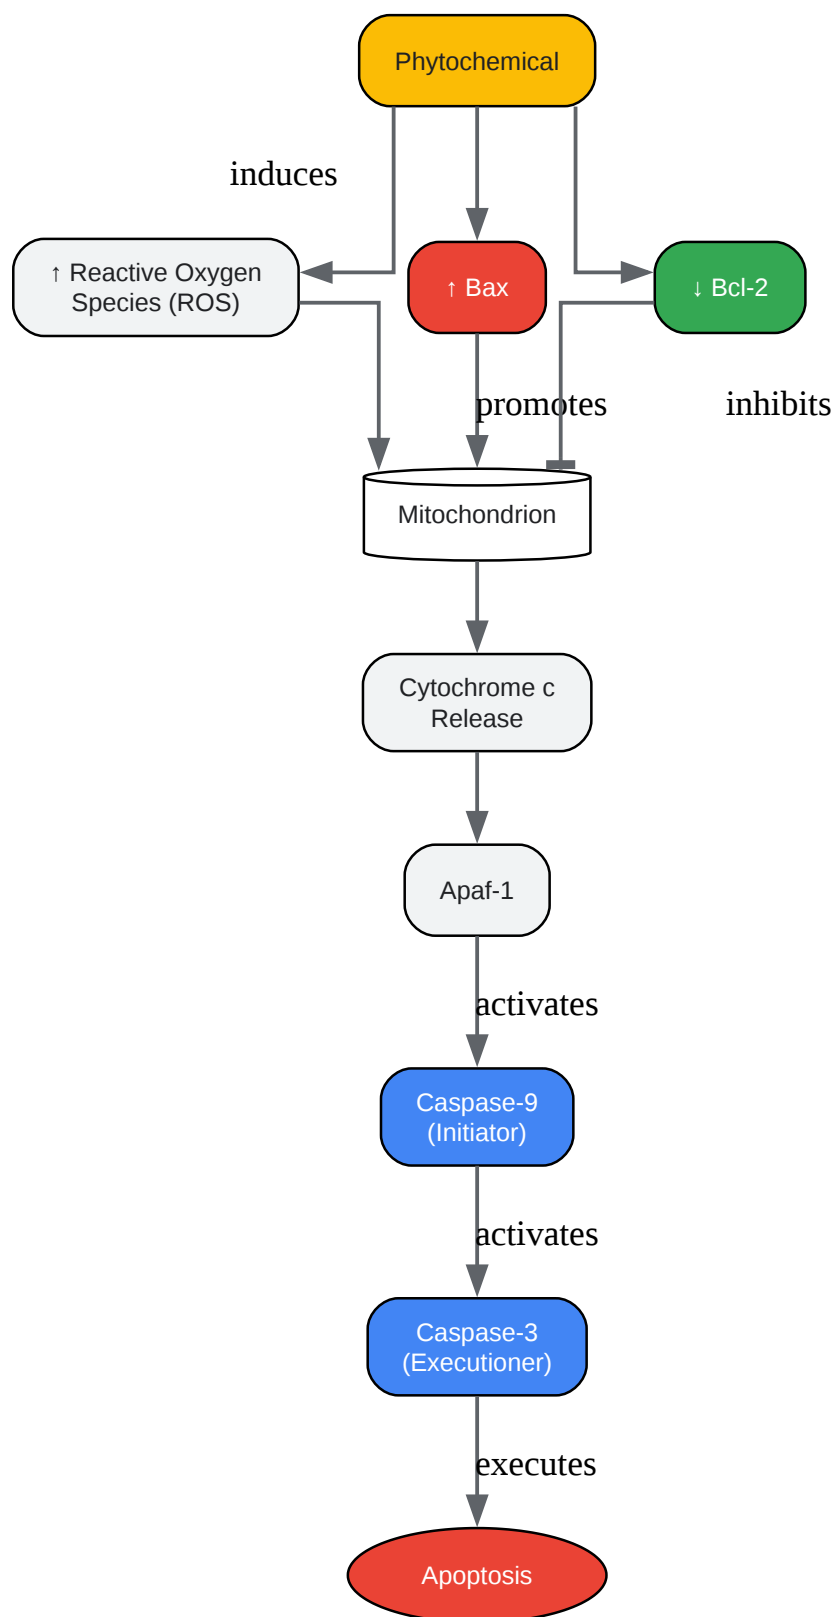 Phytochemical
induces
↑ Reactive Oxygen
Species (ROS)
↑ Bax
↓ Bcl-2
promotes
inhibits
Mitochondrion
Cytochrome c
Release
Apaf-1
activates
Caspase-9
(Initiator)
activates
Caspase-3
(Executioner)
executes
Apoptosis